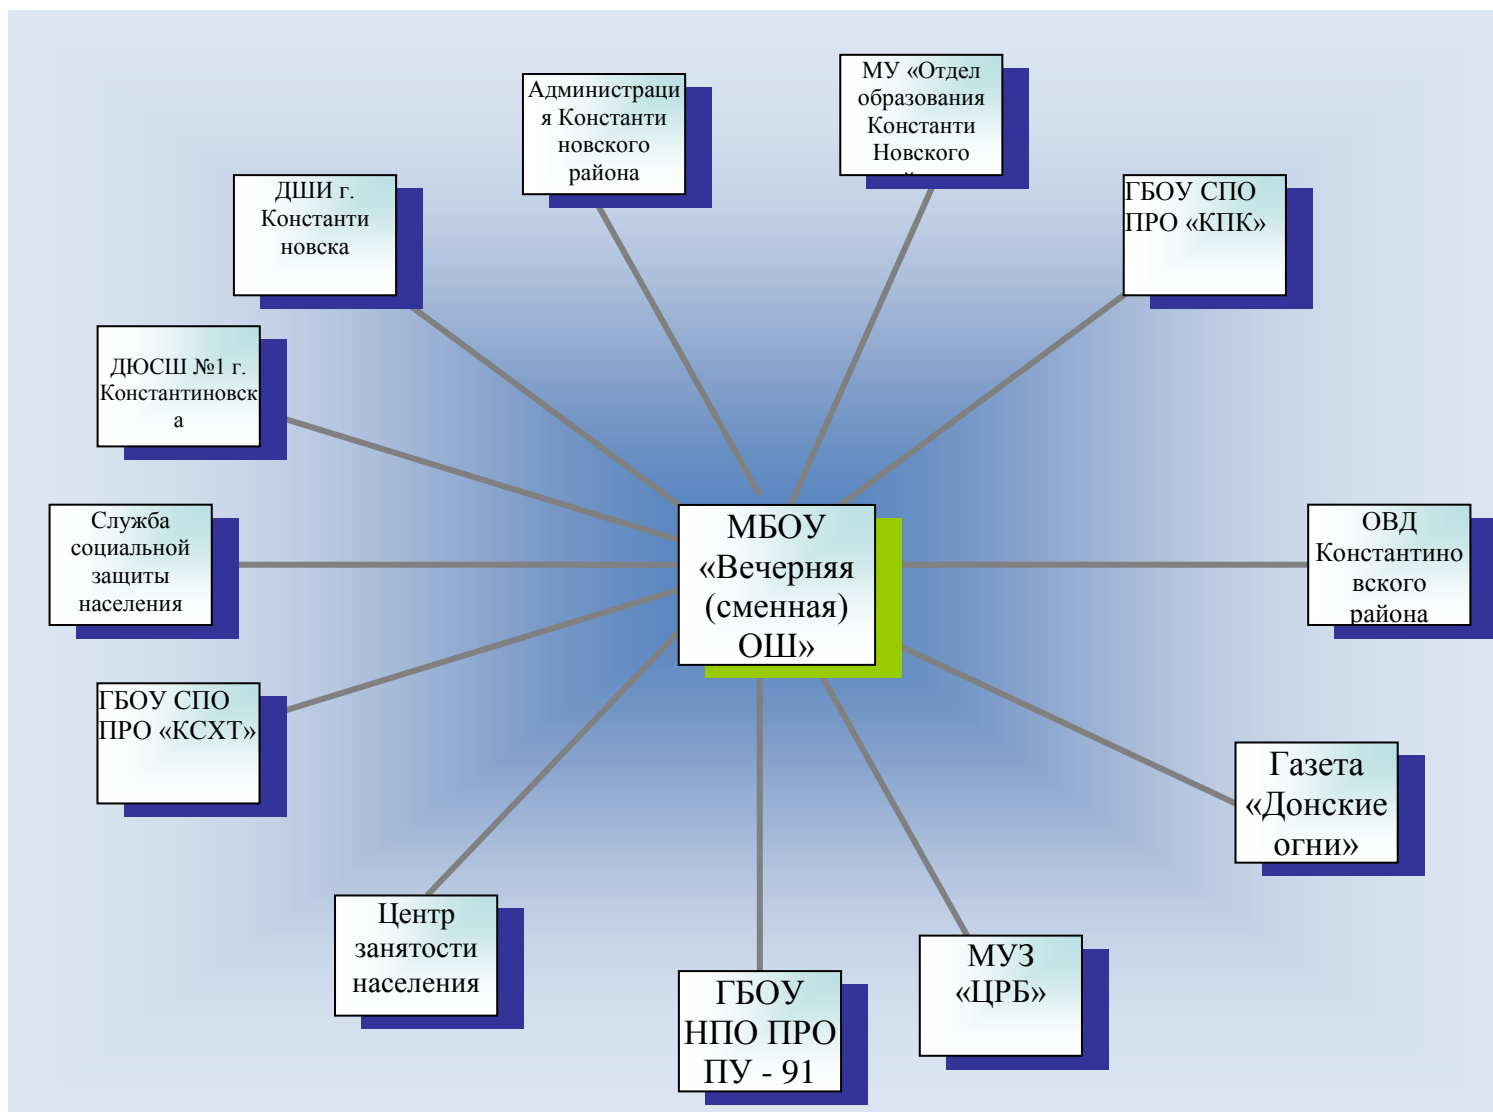 МУ «Отдел
образования
Константи
Новского
Администраци
я Константи
новского
района
ДШИ г.
Константи
новска
ГБОУ СПО
ПРО «КПК»
ДЮСШ №1 г.
Константиновск
а
Служба
социальной
защиты
населения
МБОУ
«Вечерняя
(сменная)
ОШ»
ОВД
Константино
вского
района
ГБОУ СПО
ПРО «КСХТ»
Газета
«Донские
огни»
Центр
занятости
населения
МУЗ
«ЦРБ»
ГБОУ
НПО ПРО
ПУ - 91